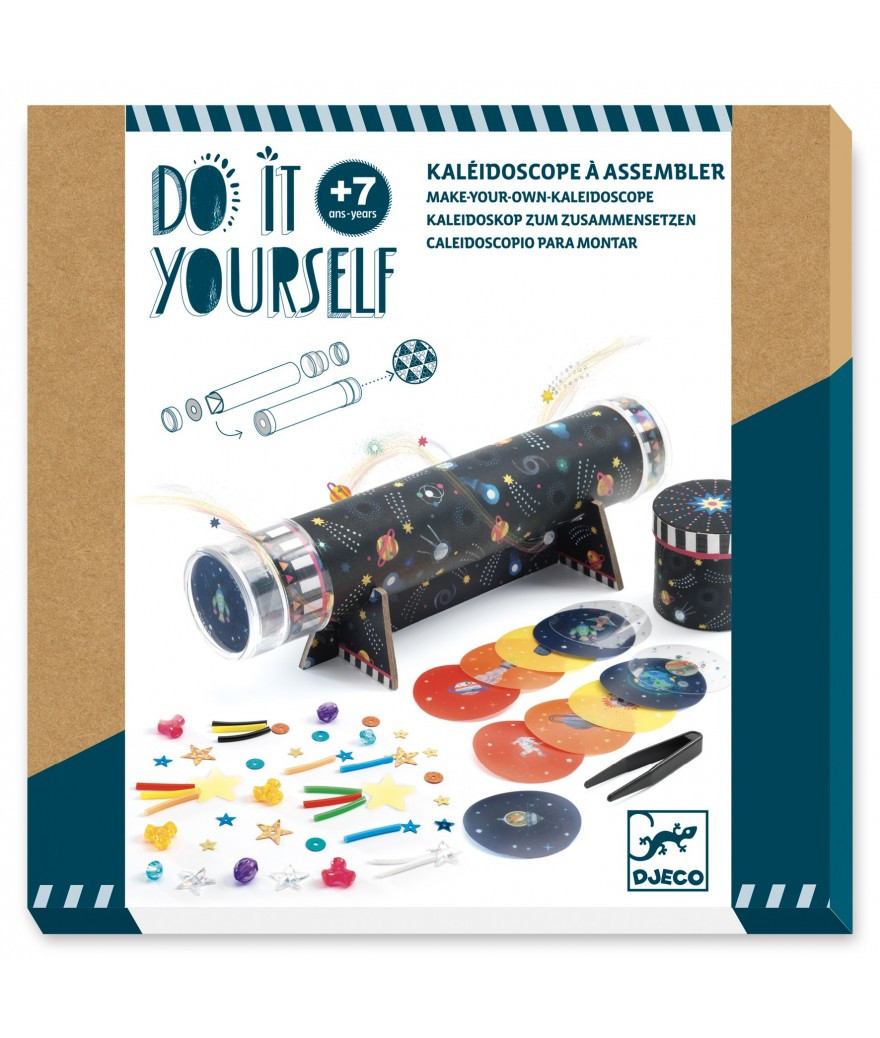 DO IT
YOURSELF
+7
ans-years
KALÉIDOSCOPE À ASSEMBLER
MAKE-YOUR-OWN-KALEIDOSCOPE
KALEIDOSKOP ZUM ZUSAMMENSETZEN
CALEIDOSCOPIO PARA MONTAR
DJECO